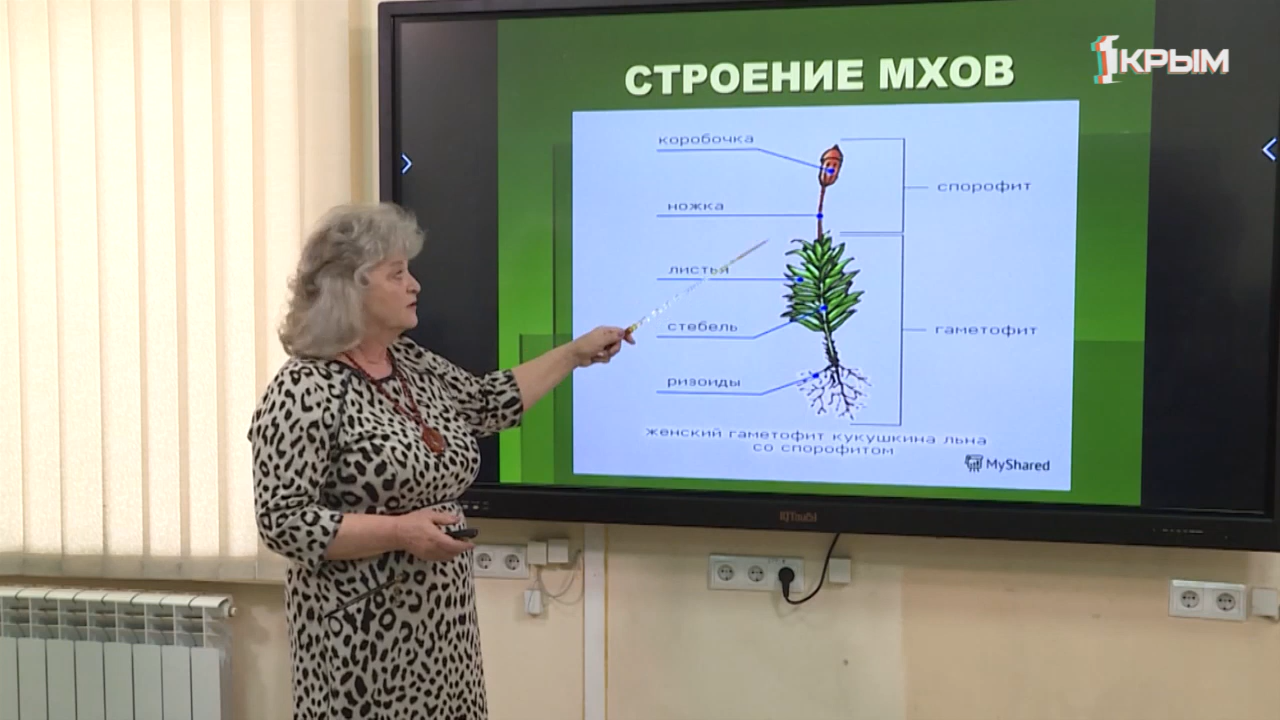 СТРОЕНИЕ МХОВ
1КРЫМ
коробочка
спорофит
ножка
листья
стебель
гаметофит
ризоиды
женский гаметофит кукушкина льна
со спорофитом
MyShared